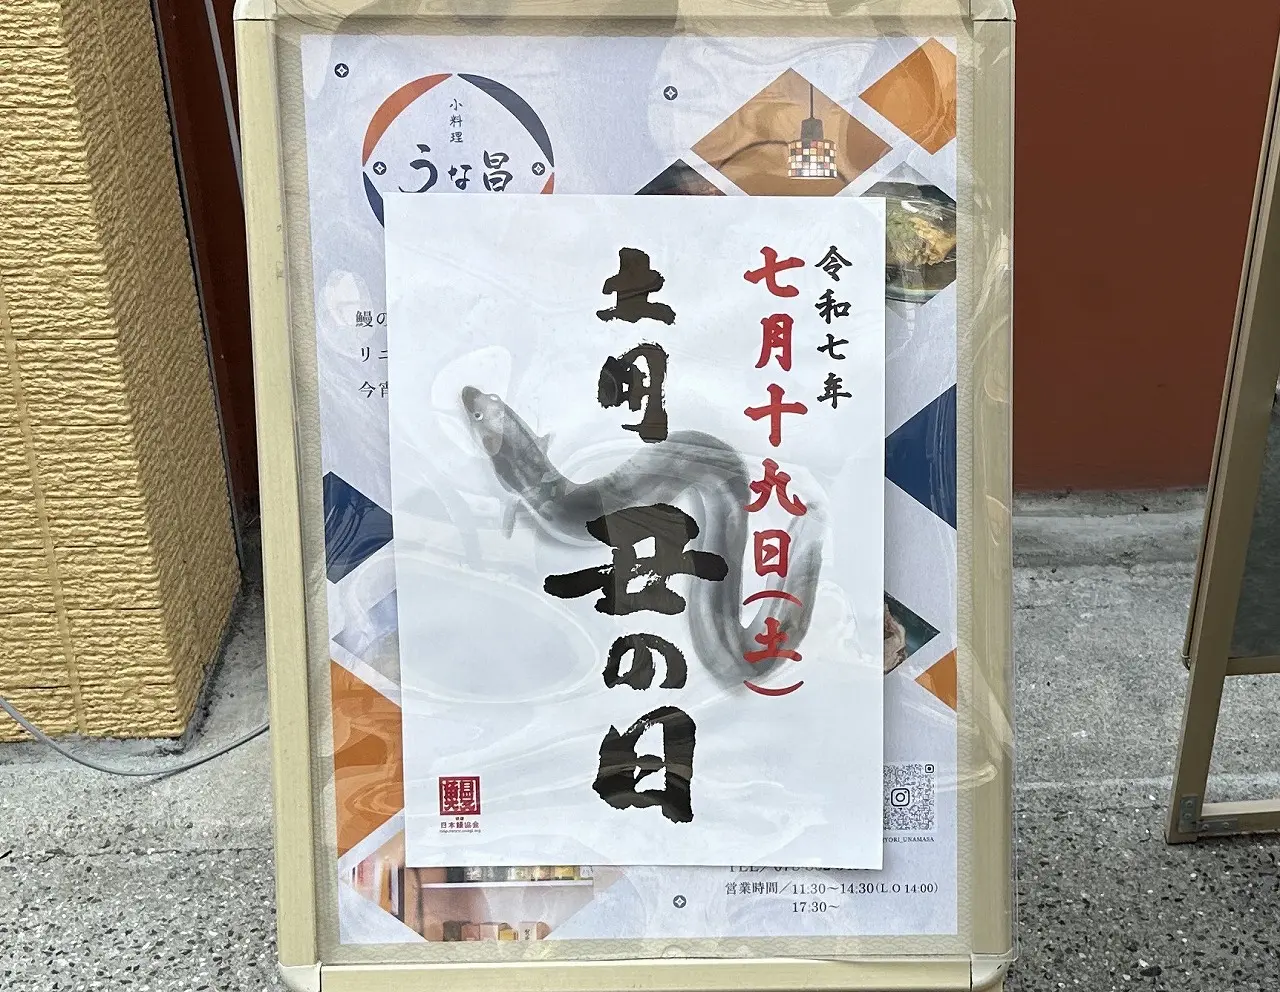 小料理
うな昌
令和七年
七月十九日(土)
土用
丑の日
鰻の
リニ
今宵
日本鰻協会
営業時間／11:30〜14:30(L.O 14:00)
17:30〜